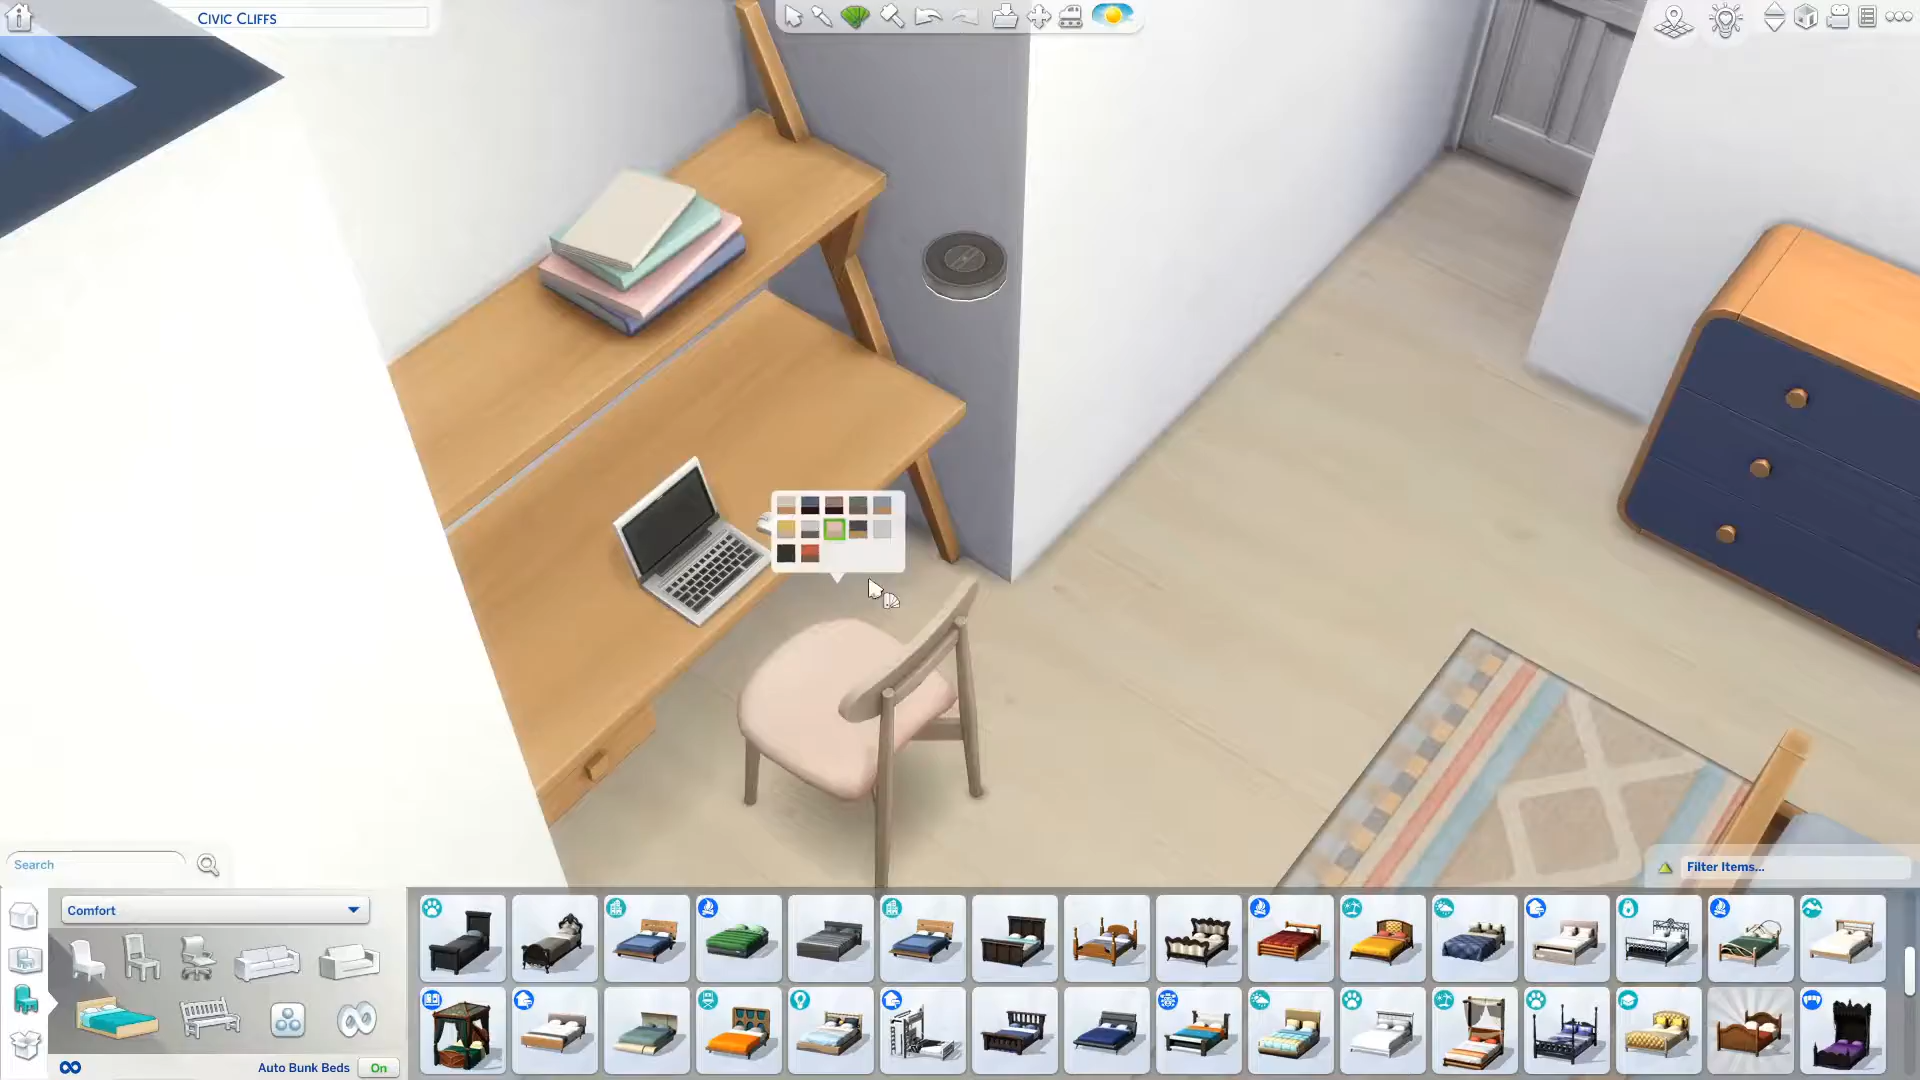 CIVIC CLIFFS
Search
Filter Items...
Comfort
Auto Bunk Beds
On